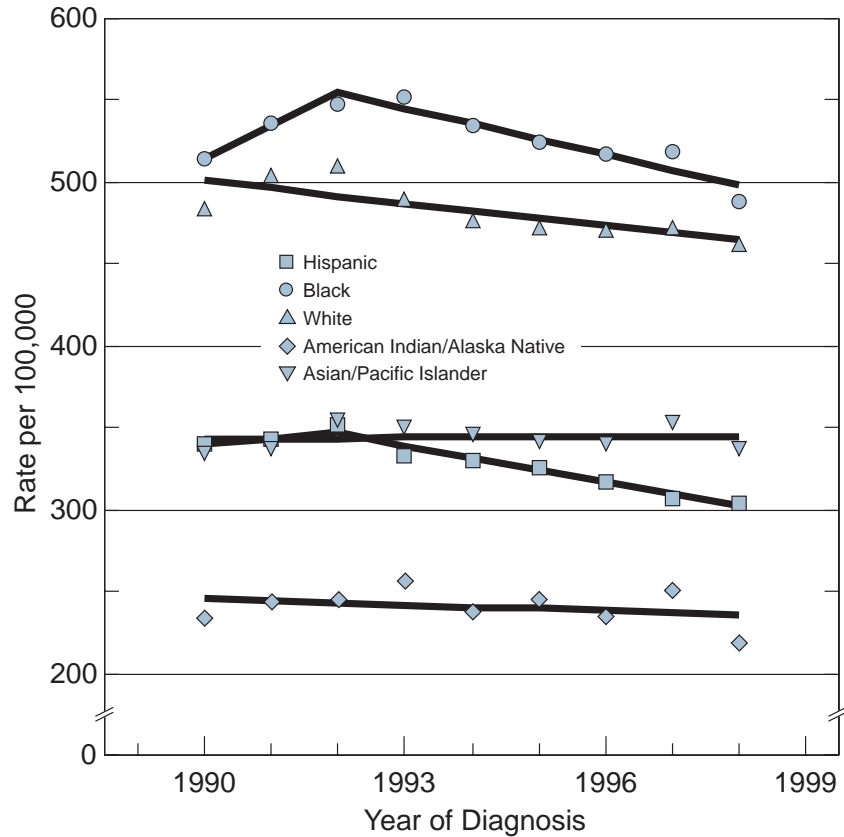 600
500
400
300
200
0
Rate per 100,000
Hispanic
Black
White
American Indian/Alaska Native
Asian/Pacific Islander
1990 1993 1996 1999
Year of Diagnosis